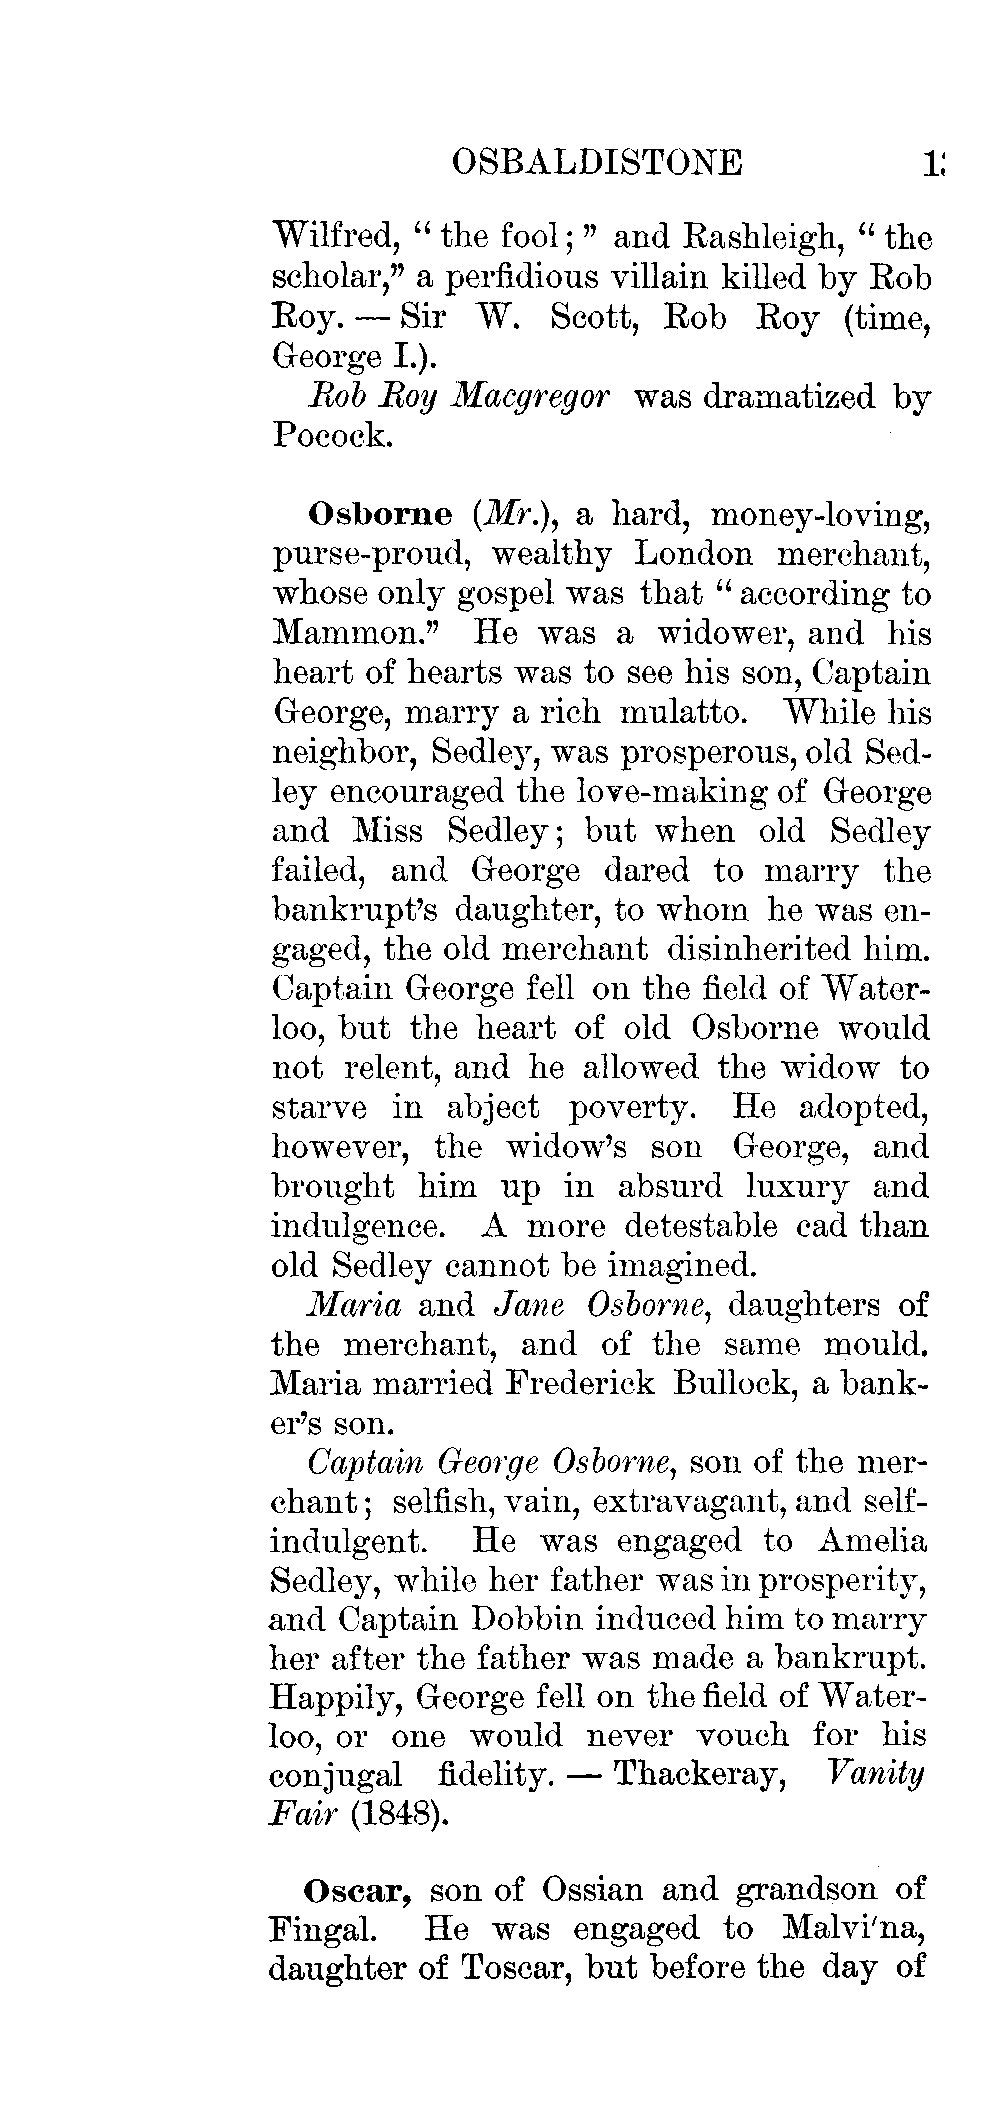 OSBALDISTONE
Wilfred, “ the fool ; ” and Rashleigh, “ the
scholar,” a perfidious villain killed by Rob
Roy. — Sir W. Scott, Rob Roy (time,
George I.).
Rob Roy Macgregor was dramatized by
Pocock.
Osborne (Mr.), a hard, money-loving,
purse-proud, wealthy London merchant,
whose only gospel was that “ according to
Mammon.” He was a widower, and his
heart of hearts was to see his son, Captain
George, marry a rich mulatto. While his
neighbor, Sedley, was prosperous, old Sed-
ley encouraged the love-making of George
and Miss Sedley; but when old Sedley
failed, and George dared to marry the
bankrupt’s daughter, to whom he was en-
gaged, the old merchant disinherited him.
Captain George fell on the field of Water-
loo, but the heart of old Osborne would
not relent, and he allowed the widow to
starve in abject poverty. He adopted,
however, the widow’s son George, and
brought him up in absurd luxury and
indulgence. A more detestable cad than
old Sedley cannot be imagined.
Maria and Jane Osborne, daughters of
the merchant, and of the same mould.
Maria married Frederick Bullock, a bank-
er’s son.
Captain George Osborne, son of the mer-
chant; selfish, vain, extravagant, and self-
indulgent. He was engaged to Amelia
Sedley, while her father was in prosperity,
and Captain Dobbin induced him to marry
her after the father was made a bankrupt.
Happily, George fell on the field of Water-
loo, or one would never vouch for his
conjugal fidelity. — Thackeray, Vanity
Fair (1848).
Oscar, son of Ossian and grandson of
Fingal. He was engaged to Malvi′na,
daughter of Toscar, but before the day of